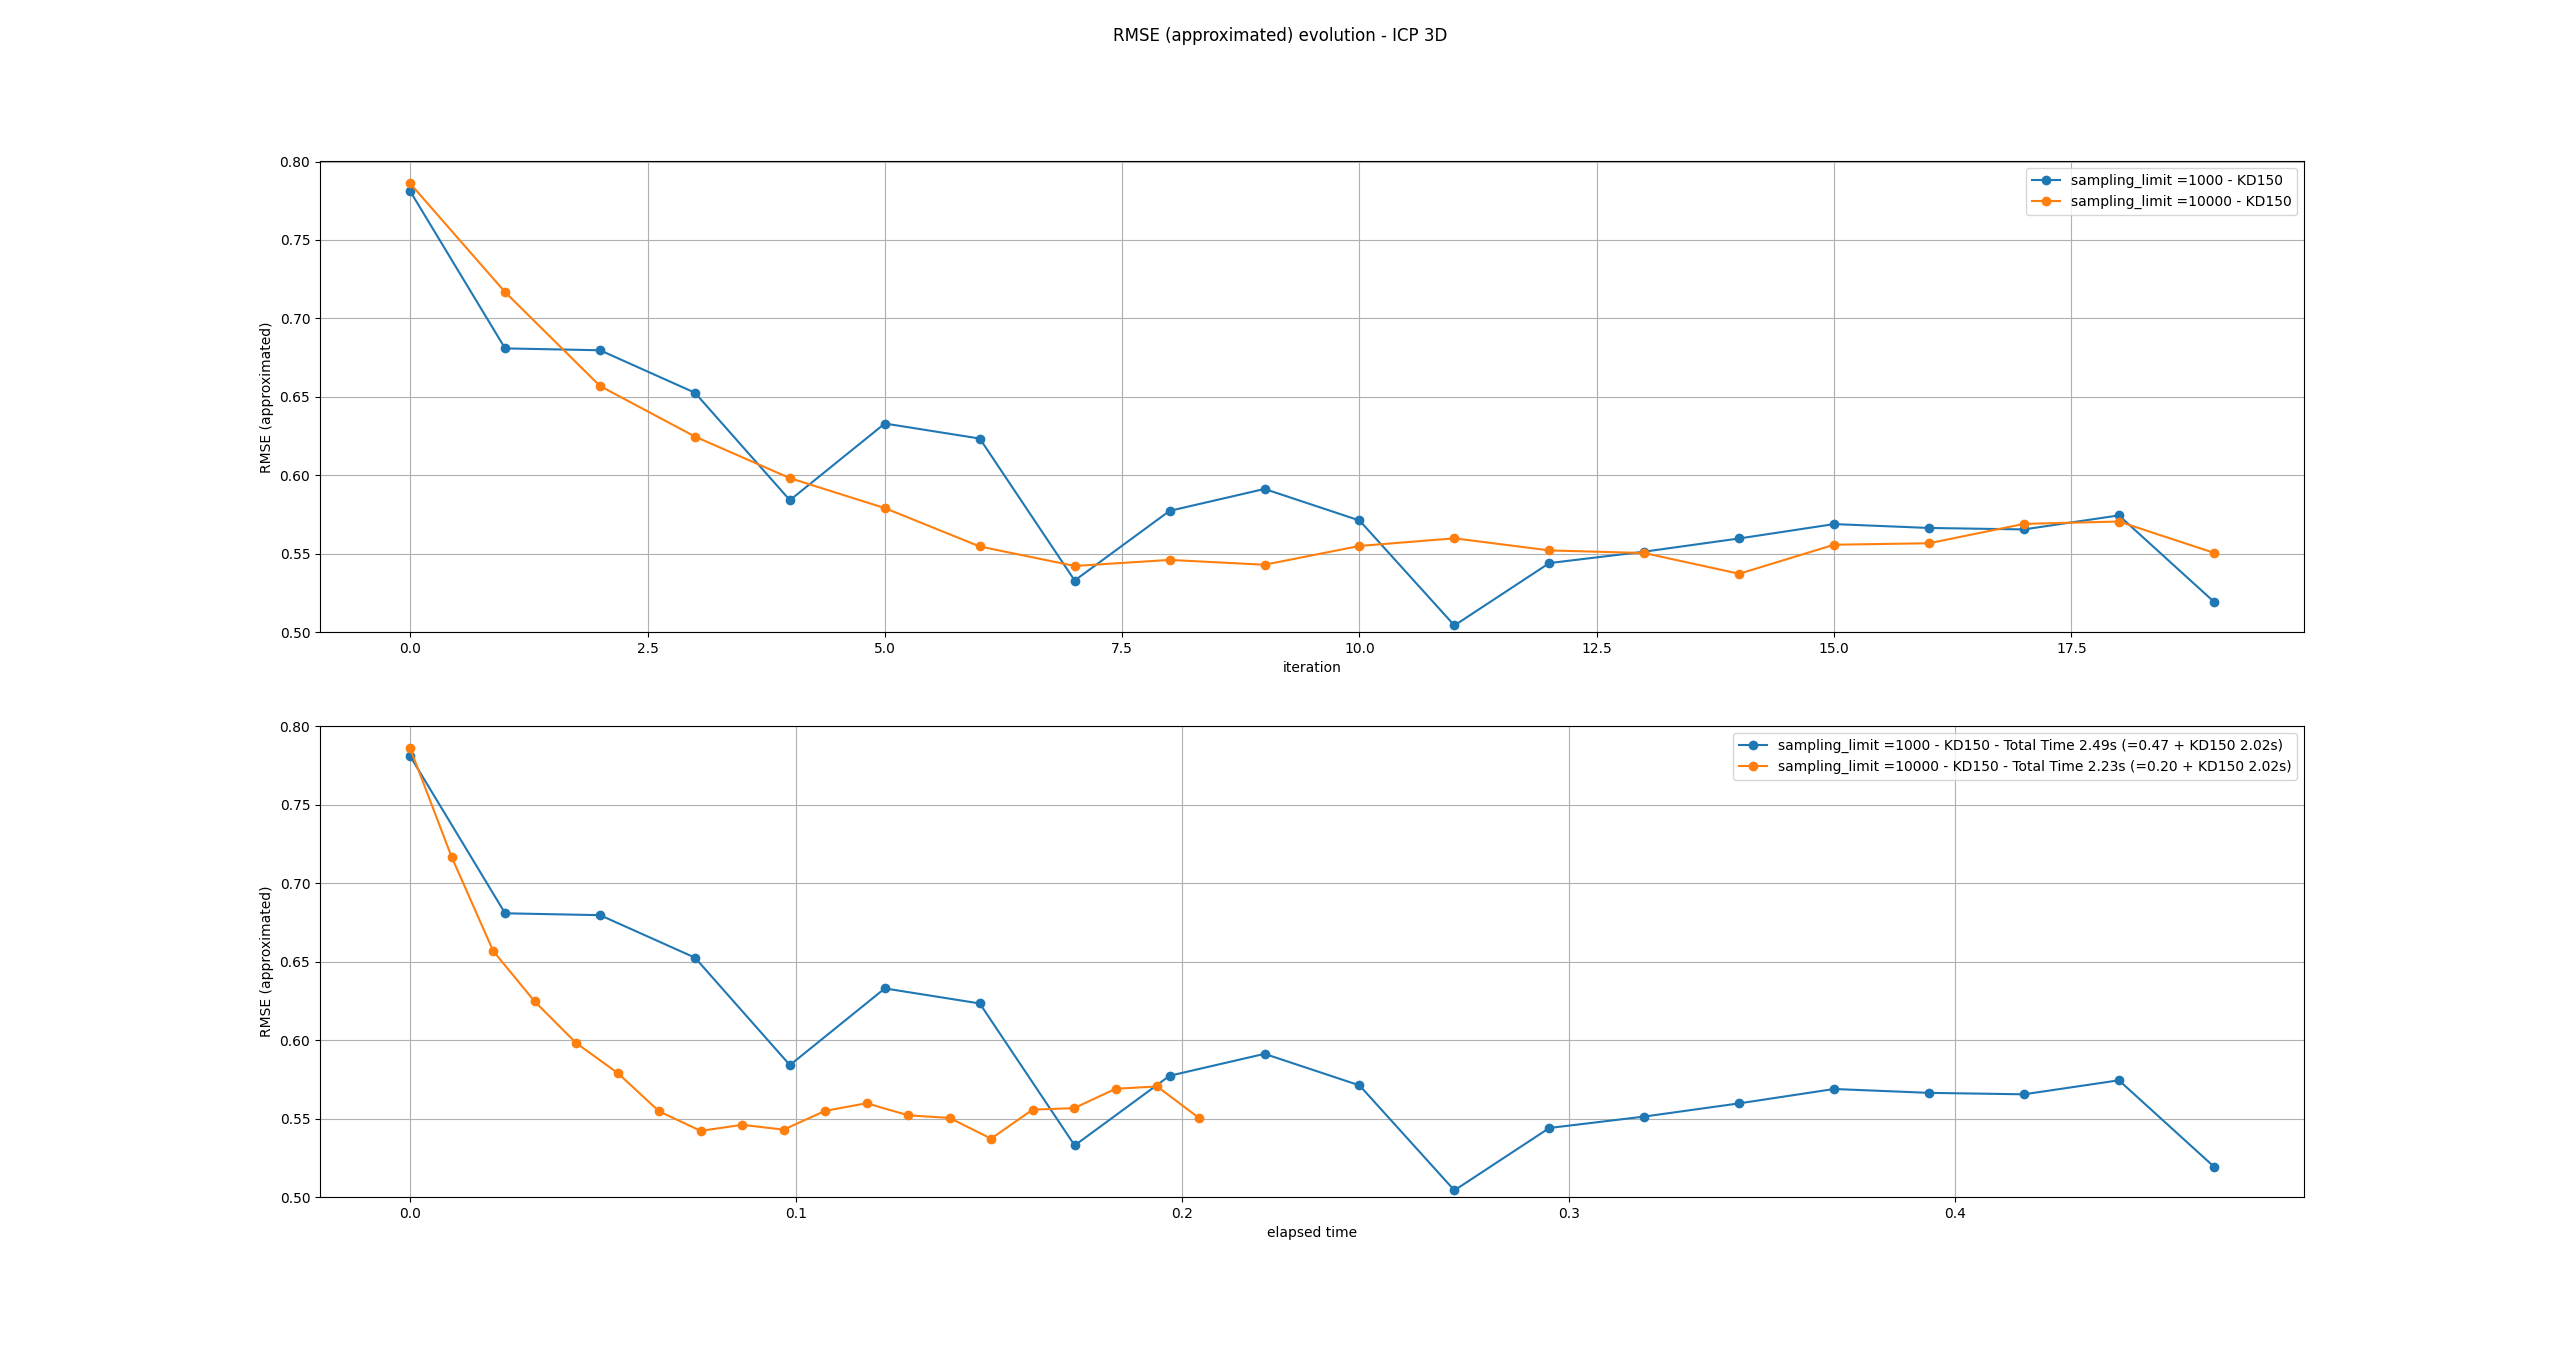 RMSE (approximated) evolution - ICP 3D
sampling_limit =1000 - KD150
sampling_limit =10000 - KD150
RMSE (approximated)
0.80
0.75
0.70
0.65
0.60
0.55
0.50
0.0 2.5 5.0 7.5 10.0 12.5 15.0 17.5
iteration
sampling_limit =1000 - KD150 - Total Time 2.49s (=0.47 + KD150 2.02s)
sampling_limit =10000 - KD150 - Total Time 2.23s (=0.20 + KD150 2.02s)
RMSE (approximated)
0.80
0.75
0.70
0.65
0.60
0.55
0.50
0.0 0.1 0.2 0.3 0.4
elapsed time